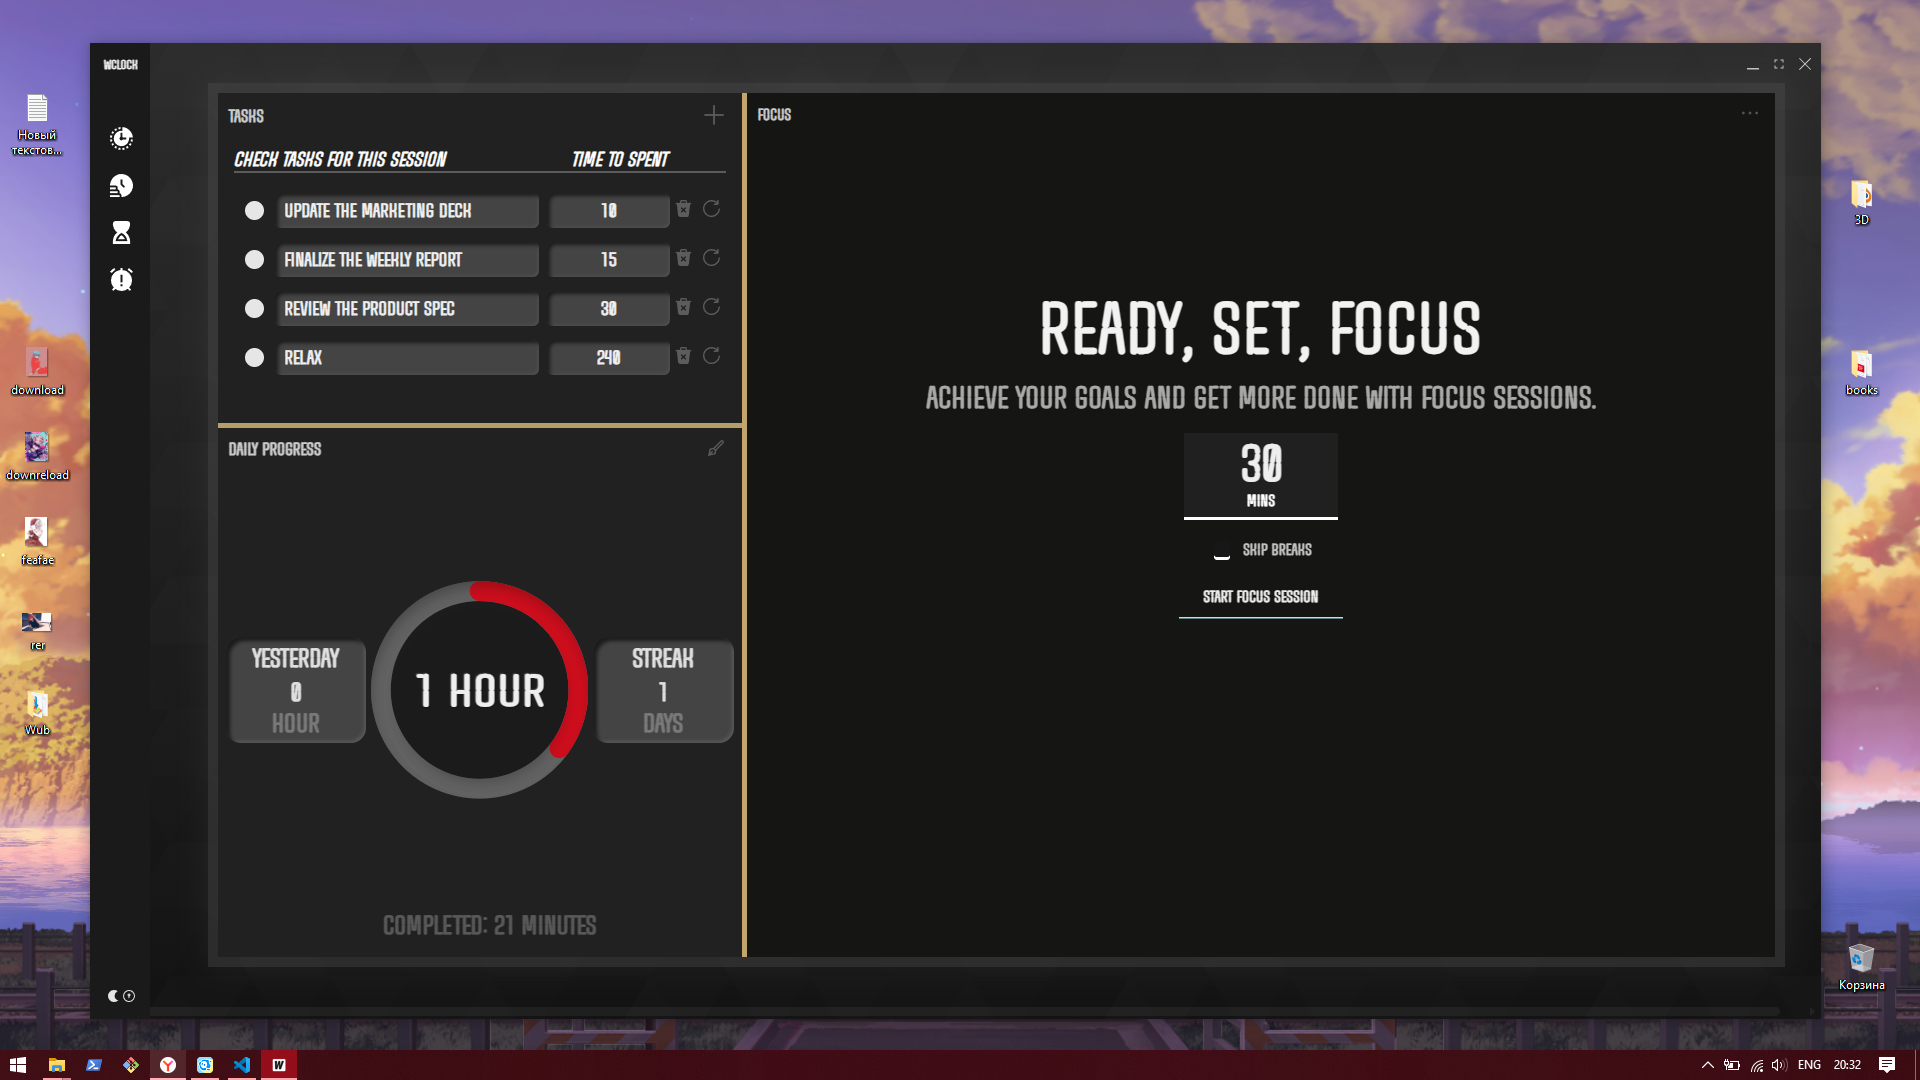 WCLOCK
Новый
текстов...
download
downreload
feafae
rer
Wub
TASKS
CHECK TASKS FOR THIS SESSION
TIME TO SPENT
UPDATE THE MARKETING DECK
10
FINALIZE THE WEEKLY REPORT
15
REVIEW THE PRODUCT SPEC
30
RELAX
240
DAILY PROGRESS
YESTERDAY
0
HOUR
1 HOUR
STREAK
1
DAYS
COMPLETED: 21 MINUTES
FOCUS
READY, SET, FOCUS
ACHIEVE YOUR GOALS AND GET MORE DONE WITH FOCUS SESSIONS.
30
MINS
SKIP BREAKS
START FOCUS SESSION
3D
books
Корзина
W
ENG
20:32